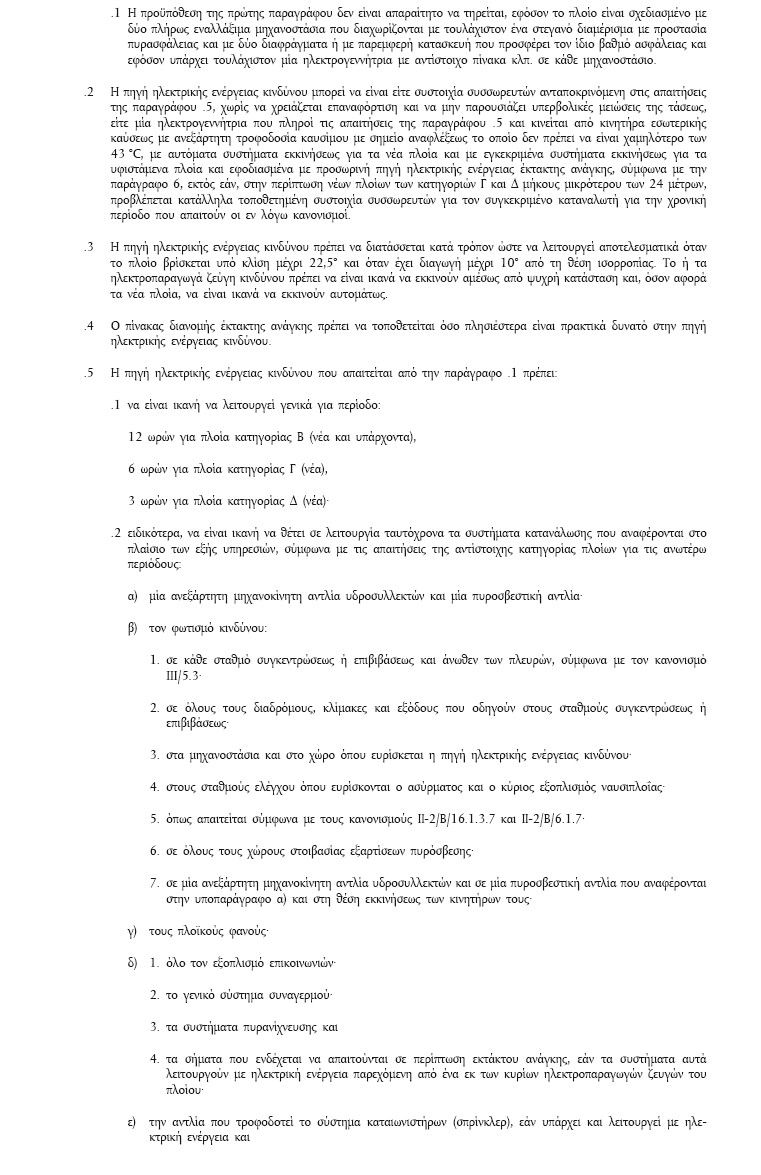 .1 Η προϋπόθεση της πρώτης παραγράφου δεν είναι απαραίτητο να τηρείται, εφόσον το πλοίο είναι σχεδιασμένο με
δύο πλήρως εναλλάξιμα μηχανοστάσια που διαχωρίζονται με τουλάχιστον ένα στεγανό διαμέρισμα με προστασία
πυρασφάλειας και με δύο διαφράγματα ή με παρεμφερή κατασκευή που προσφέρει τον ίδιο βαθμό ασφάλειας και
εφόσον υπάρχει τουλάχιστον μία ηλεκτρογεννήτρια με αντίστοιχο πίνακα κλπ. σε κάθε μηχανοστάσιο.
.2 Η πηγή ηλεκτρικής ενέργειας κινδύνου μπορεί να είναι είτε συστοιχία συσσωρευτών ανταποκρινόμενη στις απαιτήσεις
της παραγράφου .5, χωρίς να χρειάζεται επαναφόρτιση και να μην παρουσιάζει υπερβολικές μειώσεις της τάσεως,
είτε μία ηλεκτρογεννήτρια που πληροί τις απαιτήσεις της παραγράφου .5 και κινείται από κινητήρα εσωτερικής
καύσεως με ανεξάρτητη τροφοδοσία καυσίμου με σημείο αναφλέξεως το οποίο δεν πρέπει να είναι χαμηλότερο των
43 °C, με αυτόματα συστήματα εκκινήσεως για τα νέα πλοία και με εγκεκριμένα συστήματα εκκινήσεως για τα
υφιστάμενα πλοία και εφοδιασμένα με προσωρινή πηγή ηλεκτρικής ενέργειας έκτακτης ανάγκης, σύμφωνα με την
παράγραφο 6, εκτός εάν, στην περίπτωση νέων πλοίων των κατηγοριών Γ και Δ μήκους μικρότερου των 24 μέτρων,
προβλέπεται κατάλληλα τοποθετημένη συστοιχία συσσωρευτών για τον συγκεκριμένο καταναλωτή για την χρονική
περίοδο που απαιτούν οι εν λόγω κανονισμοί.
.3 Η πηγή ηλεκτρικής ενέργειας κινδύνου πρέπει να διατάσσεται κατά τρόπον ώστε να λειτουργεί αποτελεσματικά όταν
το πλοίο βρίσκεται υπό κλίση μέχρι 22,5° και όταν έχει διαγωγή μέχρι 10° από τη θέση ισορροπίας. Το ή τα
ηλεκτροπαραγωγά ζεύγη κινδύνου πρέπει να είναι ικανά να εκκινούν αμέσως από ψυχρή κατάσταση και, όσον αφορά
τα νέα πλοία, να είναι ικανά να εκκινούν αυτομάτως.
.4 Ο πίνακας διανομής έκτακτης ανάγκης πρέπει να τοποθετείται όσο πλησιέστερα είναι πρακτικά δυνατό στην πηγή
ηλεκτρικής ενέργειας κινδύνου.
.5 Η πηγή ηλεκτρικής ενέργειας κινδύνου που απαιτείται από την παράγραφο .1 πρέπει:
.1 να είναι ικανή να λειτουργεί γενικά για περίοδο:
12 ωρών για πλοία κατηγορίας Β (νέα και υπάρχοντα),
6 ωρών για πλοία κατηγορίας Γ (νέα),
3 ωρών για πλοία κατηγορίας Δ (νέα)·
.2 ειδικότερα, να είναι ικανή να θέτει σε λειτουργία ταυτόχρονα τα συστήματα κατανάλωσης που αναφέρονται στο
πλαίσιο των εξής υπηρεσιών, σύμφωνα με τις απαιτήσεις της αντίστοιχης κατηγορίας πλοίων για τις ανωτέρω
περιόδους:
α) μία ανεξάρτητη μηχανοκίνητη αντλία υδροσυλλεκτών και μία πυροσβεστική αντλία·
β) τον φωτισμό κινδύνου:
1. σε κάθε σταθμό συγκεντρώσεως ή επιβιβάσεως και άνωθεν των πλευρών, σύμφωνα με τον κανονισμό
III/5.3·
2. σε όλους τους διαδρόμους, κλίμακες και εξόδους που οδηγούν στους σταθμούς συγκεντρώσεως ή
επιβιβάσεως·
3. στα μηχανοστάσια και στο χώρο όπου ευρίσκεται η πηγή ηλεκτρικής ενέργειας κινδύνου·
4. στους σταθμούς ελέγχου όπου ευρίσκονται ο ασύρματος και ο κύριος εξοπλισμός ναυσιπλοΐας·
5. όπως απαιτείται σύμφωνα με τους κανονισμούς II-2/B/16.1.3.7 και II-2/B/6.1.7·
6. σε όλους τους χώρους στοιβασίας εξαρτίσεων πυρόσβεσης·
7. σε μία ανεξάρτητη μηχανοκίνητη αντλία υδροσυλλεκτών και σε μία πυροσβεστική αντλία που αναφέρονται
στην υποπαράγραφο α) και στη θέση εκκινήσεως των κινητήρων τους·
γ) τους πλοϊκούς φανούς·
δ) 1. όλο τον εξοπλισμό επικοινωνιών·
2. το γενικό σύστημα συναγερμού·
3. τα συστήματα πυρανίχνευσης και
4. τα σήματα που ενδέχεται να απαιτούνται σε περίπτωση εκτάκτου ανάγκης, εάν τα συστήματα αυτά
λειτουργούν με ηλεκτρική ενέργεια παρεχόμενη από ένα εκ των κυρίων ηλεκτροπαραγωγών ζευγών του
πλοίου·
ε) την αντλία που τροφοδοτεί το σύστημα καταιωνιστήρων (σπρίνκλερ), εάν υπάρχει και λειτουργεί με ηλε-
κτρική ενέργεια και